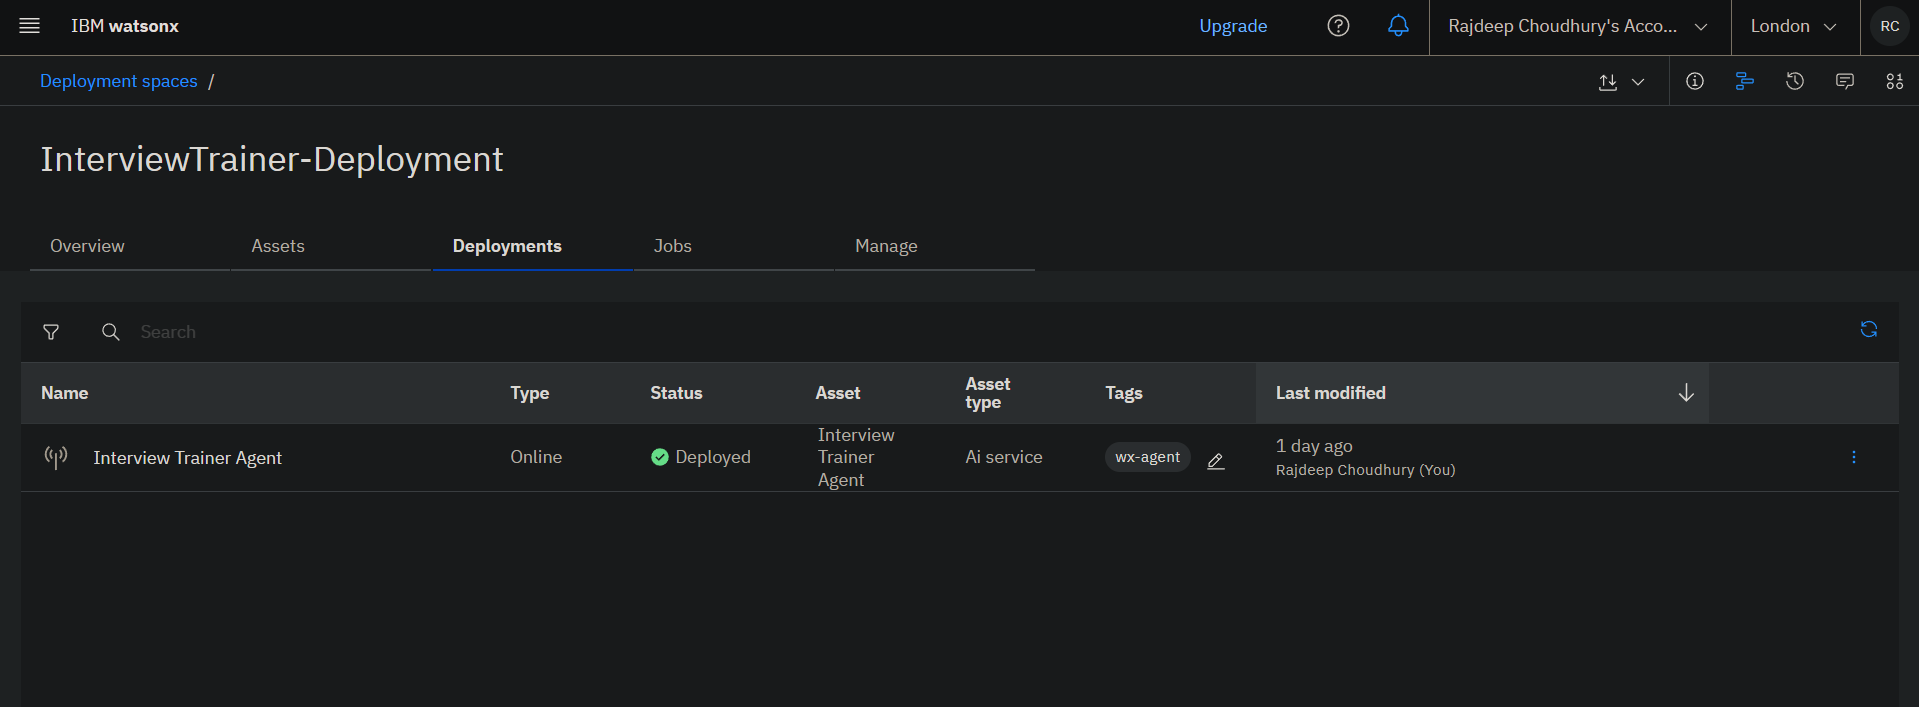 IBM watsonx
Upgrade
Rajdeep Choudhury's Acco...
London
RC
Deployment spaces /
InterviewTrainer-Deployment
Overview
Assets
Deployments
Jobs
Manage
Search
Name
Type
Status
Asset
Asset
type
Tags
Last modified
Interview Trainer Agent
Online
Deployed
Interview
Trainer
Agent
Ai service
wx-agent
1 day ago
Rajdeep Choudhury (You)